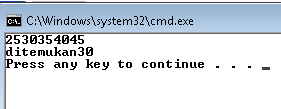 C:\Windows\system32\cmd.exe
2530354045
ditemukan30
Press any key to continue . . .